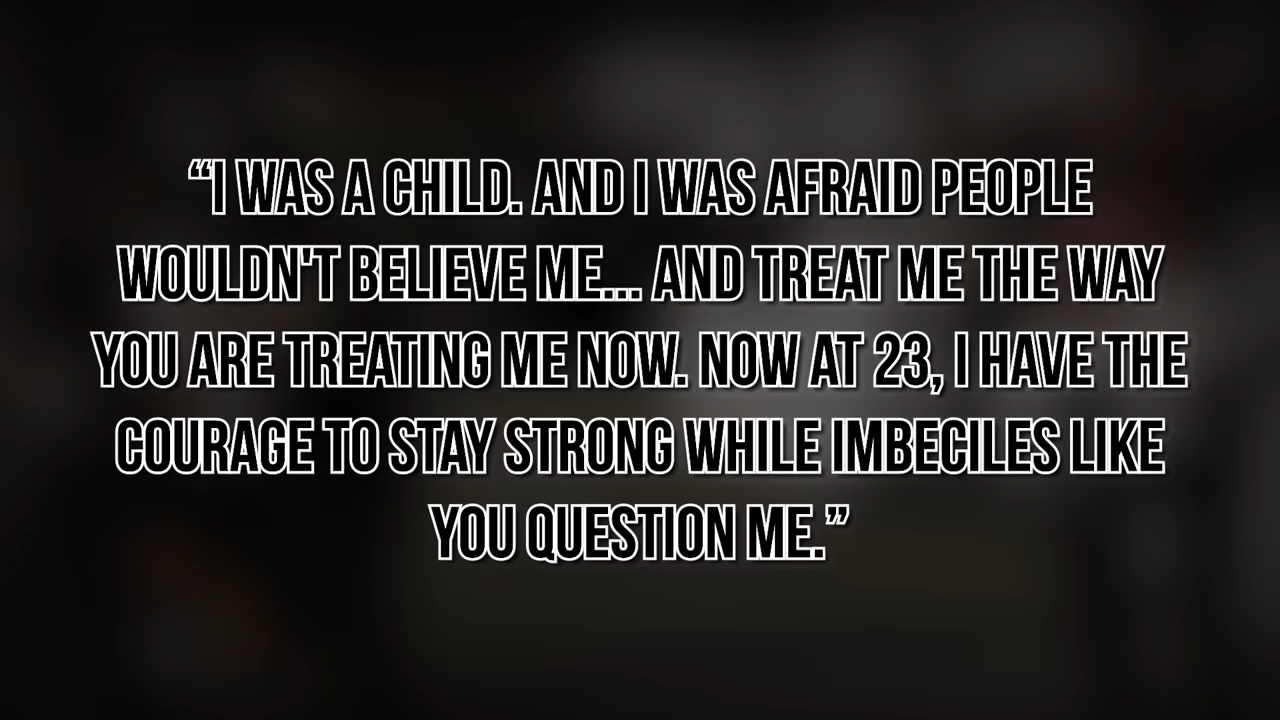 “I WAS A CHILD. AND I WAS AFRAID PEOPLE
WOULDN'T BELIEVE ME... AND TREAT ME THE WAY
YOU ARE TREATING ME NOW. NOW AT 23, I HAVE THE
COURAGE TO STAY STRONG WHILE IMBECILES LIKE
YOU QUESTION ME.”